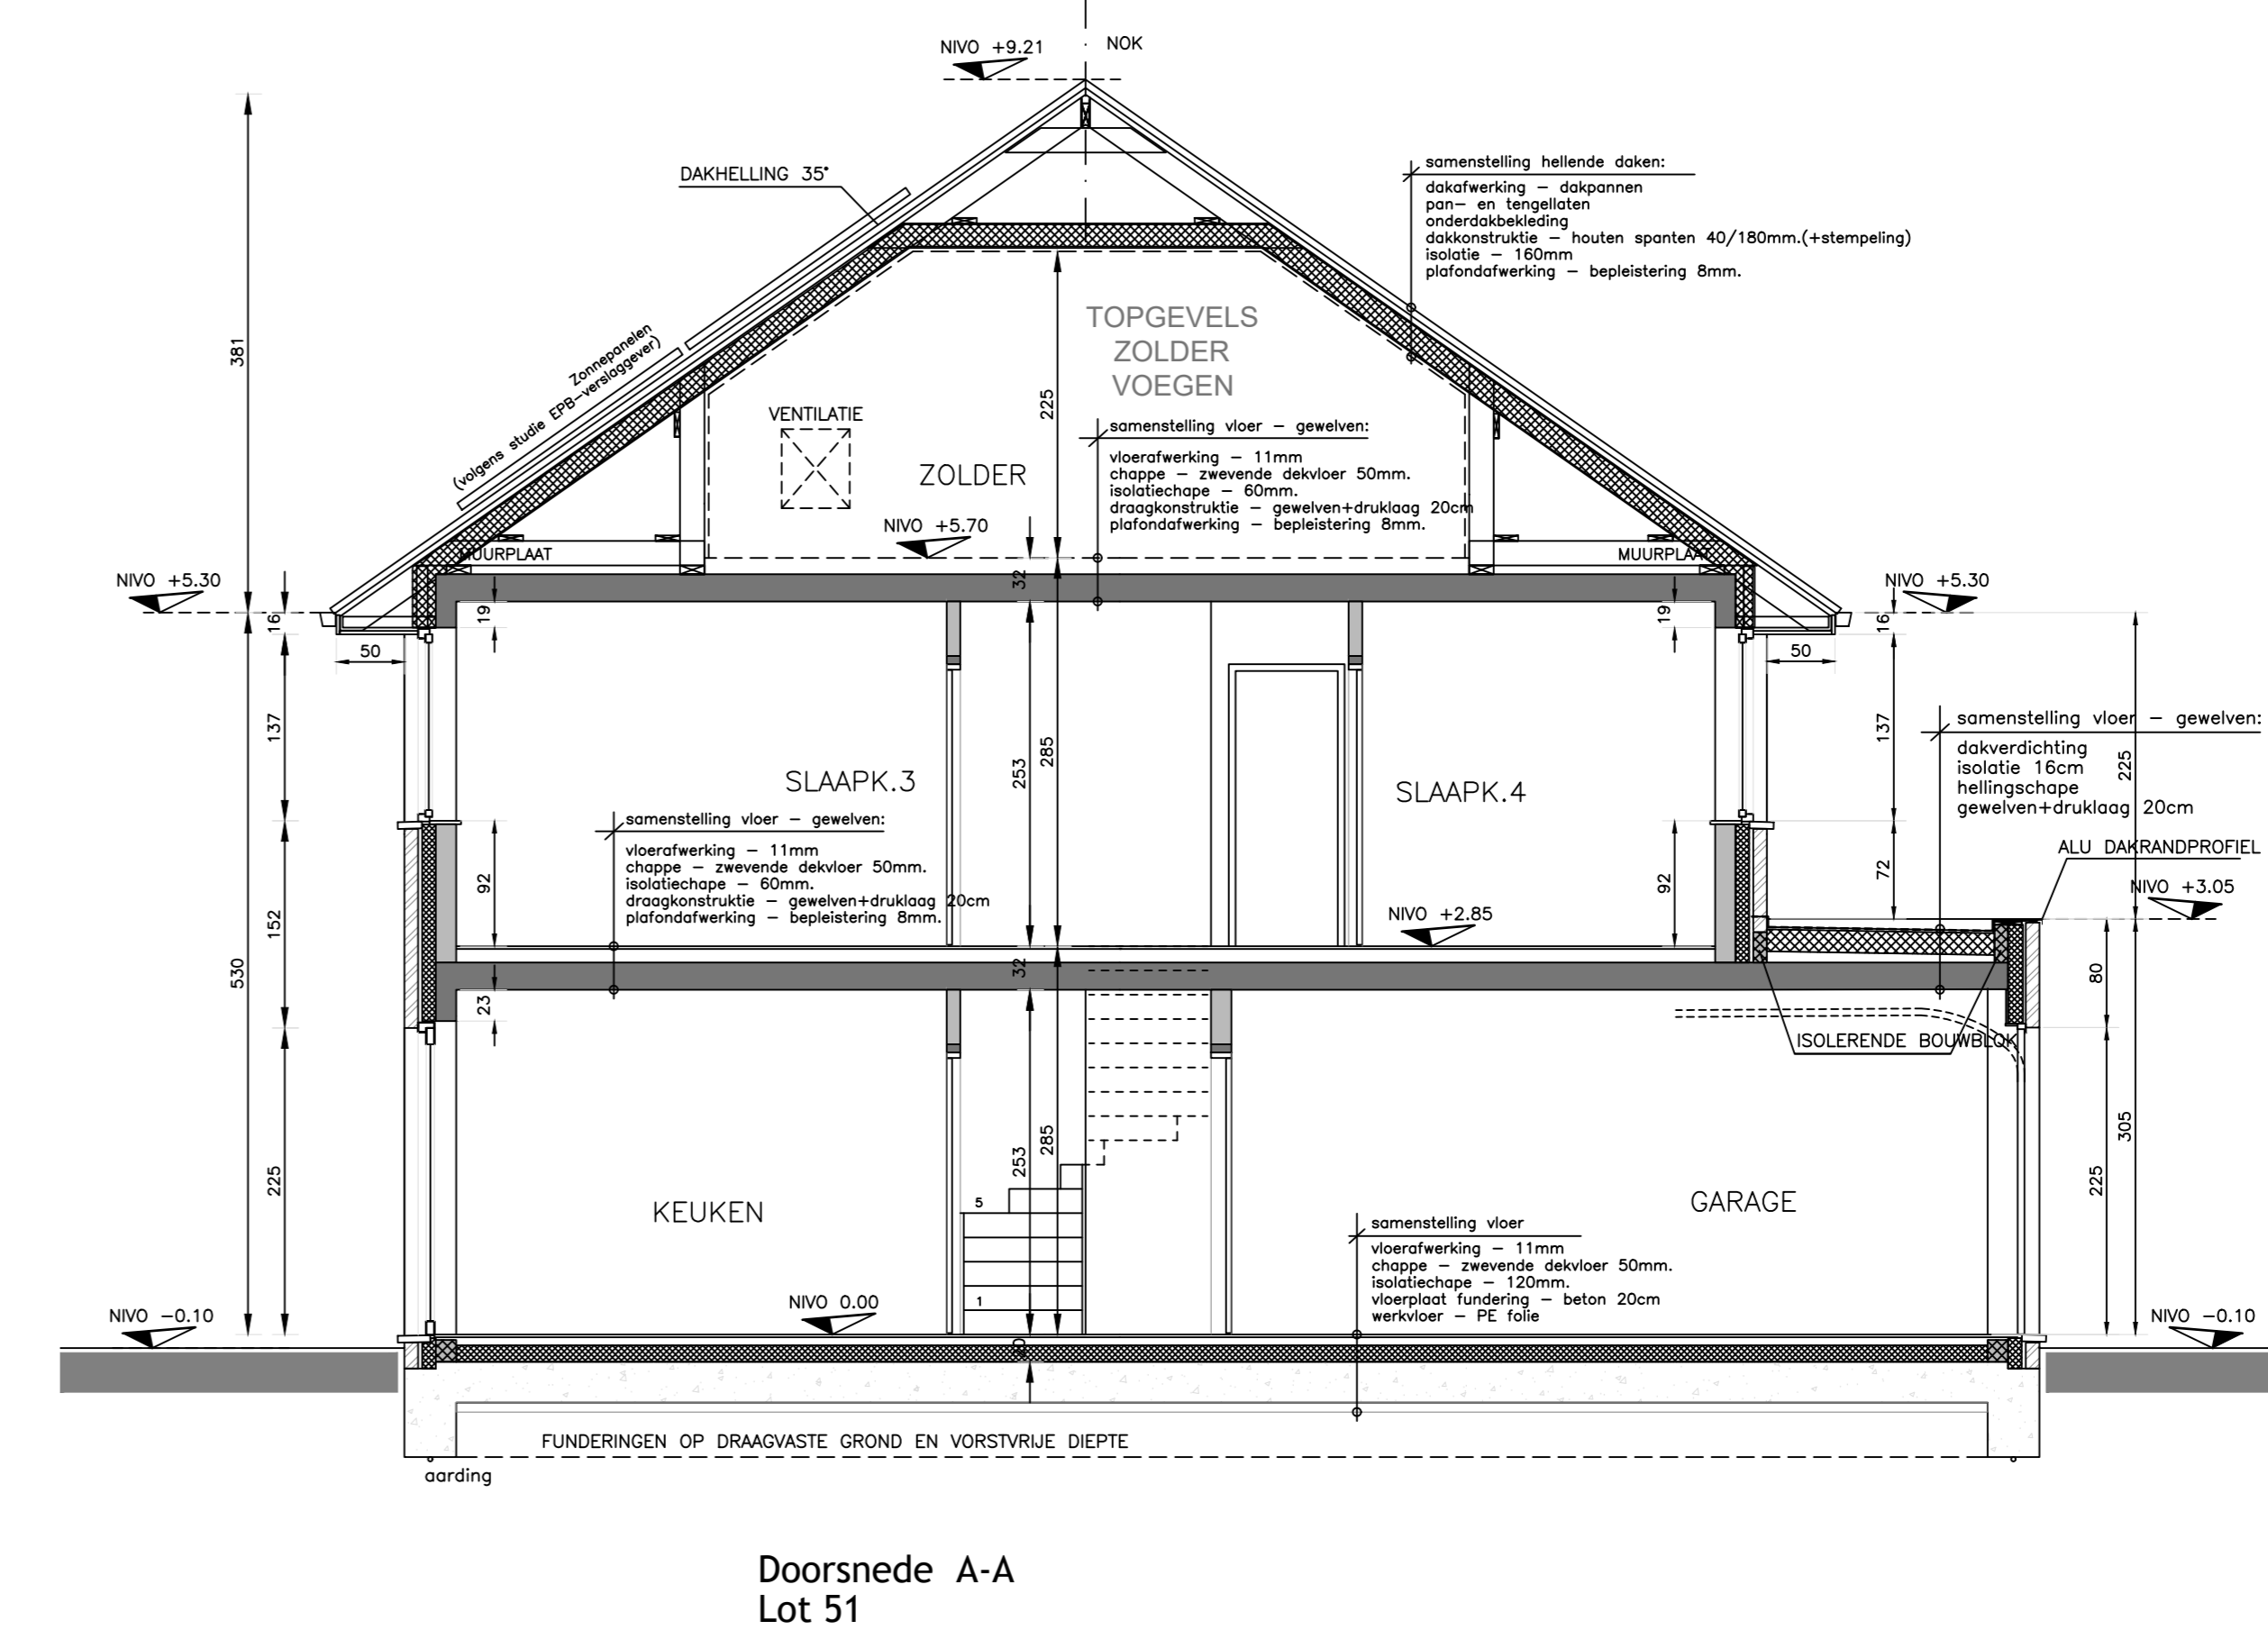 NIVO +9.21
NOK
DAKHELLING 35°
samenstelling hellende daken:
dakafwerking – dakpannen
pan– en tengellaten
onderdakbekleding
dakkonstruktie – houten spanten 40/180mm.(+stempeling)
isolatie – 160mm
plafondafwerking – bepleistering 8mm.
381
Zonnepanelen
(volgens studie EPB–verslaggever)
TOPGEVELS
ZOLDER
VOEGEN
225
VENTILATIE
ZOLDER
samenstelling vloer – gewelven:
vloerafwerking – 11mm
chappe – zwevende dekvloer 50mm.
isolatiechape – 60mm.
draagkonstruktie – gewelven+druklaag 20cm
plafondafwerking – bepleistering 8mm.
NIVO +5.70
MUURPLAAT
MUURPLAAT
NIVO +5.30
NIVO +5.30
32
16
19
19
16
50
50
137
137
253
285
225
SLAAPK.3
SLAAPK.4
samenstelling vloer – gewelven:
dakverdichting
isolatie 16cm
hellingschape
gewelven+druklaag 20cm
samenstelling vloer – gewelven:
vloerafwerking – 11mm
chappe – zwevende dekvloer 50mm.
isolatiechape – 60mm.
draagkonstruktie – gewelven+druklaag 20cm
plafondafwerking – bepleistering 8mm.
ALU DAKRANDPROFIEL
NIVO +3.05
92
92
72
152
NIVO +2.85
530
32
23
80
ISOLERENDE BOUWBLOK
225
253
285
305
225
KEUKEN
GARAGE
5
1
samenstelling vloer
vloerafwerking – 11mm
chappe – zwevende dekvloer 50mm.
isolatiechape – 120mm.
vloerplaat fundering – beton 20cm
werkvloer – PE folie
NIVO 0.00
NIVO –0.10
NIVO –0.10
20
FUNDERINGEN OP DRAAGVASTE GROND EN VORSTVRIJE DIEPTE
aarding
Doorsnede A-A
Lot 51